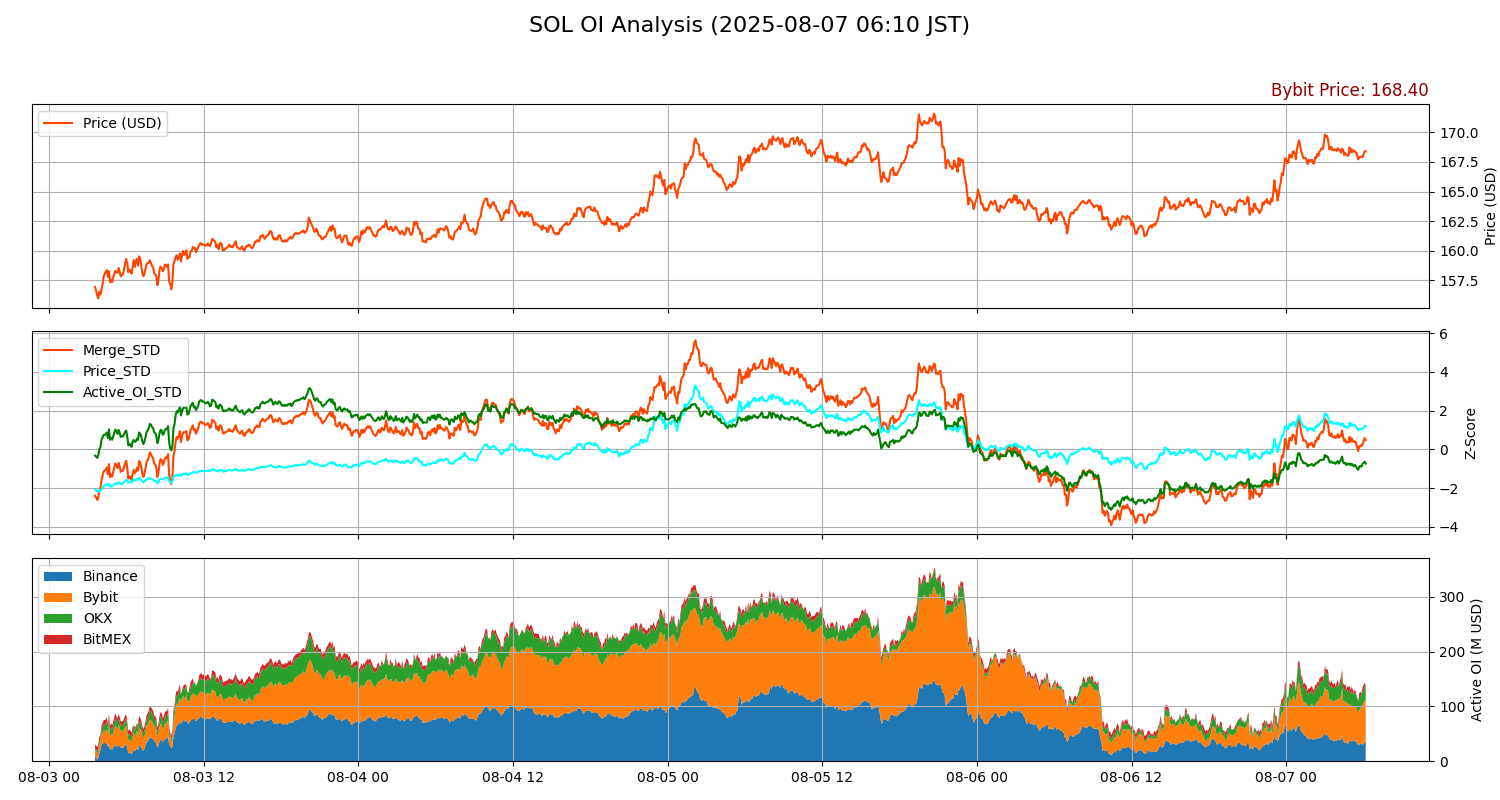 SOL OI Analysis (2025-08-07 06:10 JST)
Bybit Price: 168.40
Price (USD)
170.0
167.5
165.0
162.5
160.0
157.5
Price (USD)
Merge_STD
Price_STD
Active_OI_STD
6
4
2
0
−2
−4
Z-Score
Binance
Bybit
OKX
BitMEX
300
200
100
0
Active OI (M USD)
08-03 00
08-03 12
08-04 00
08-04 12
08-05 00
08-05 12
08-06 00
08-06 12
08-07 00